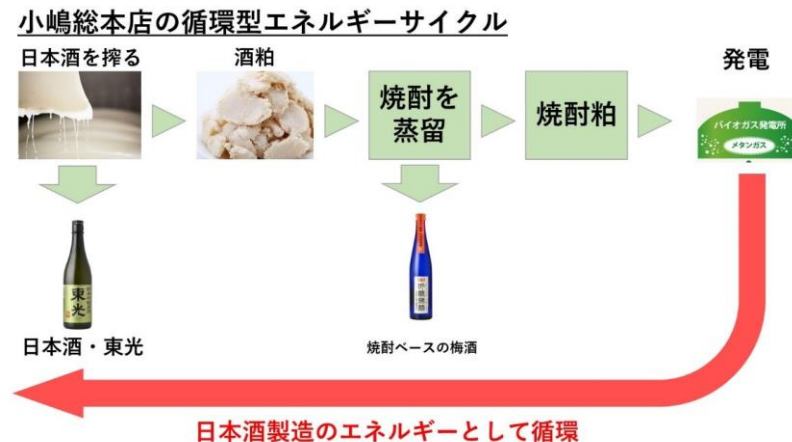 小嶋総本店の循環型エネルギーサイクル
日本酒を搾る
酒粕
焼酎を
蒸留
焼酎粕
発電
バイオガス発電所
メタンガス
東光
日本酒・東光
焼酎ベースの梅酒
日本酒製造のエネルギーとして循環